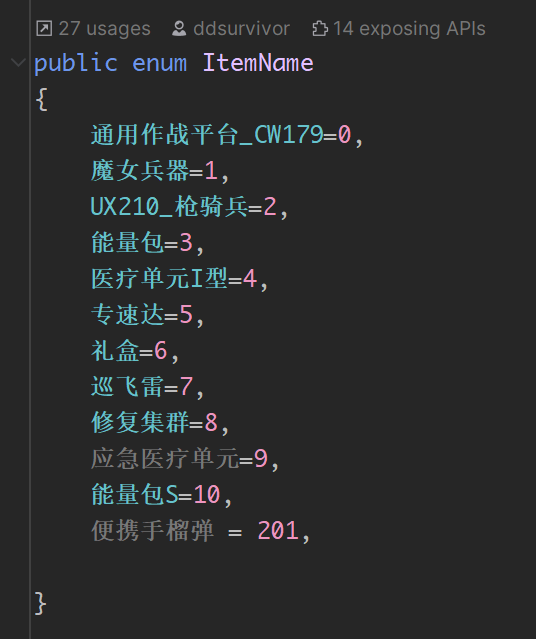 27 usages ddsurvivor 14 exposing APIs
public enum ItemName
{
通用作战平台_CW179=0,
魔女兵器=1,
UX210_枪骑兵=2,
能量包=3,
医疗单元I型=4,
专速达=5,
礼盒=6,
巡飞雷=7,
修复集群=8,
应急医疗单元=9,
能量包S=10,
便携手榴弹 = 201,
}